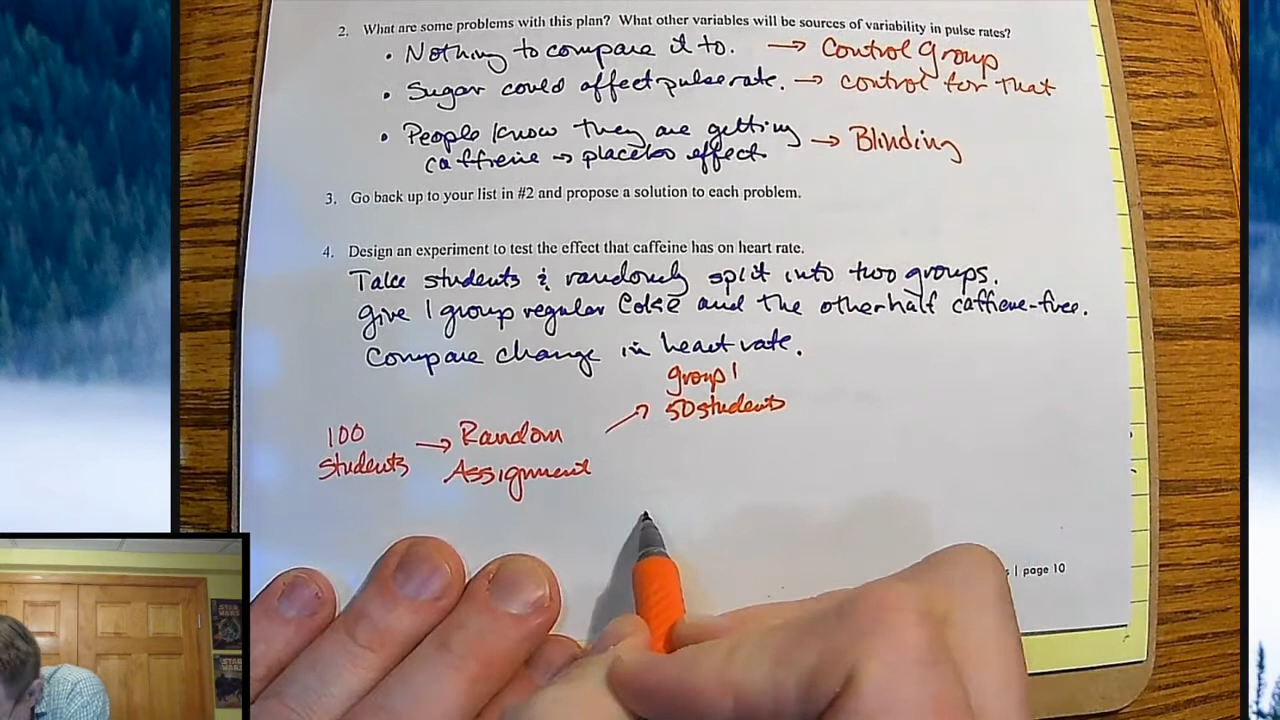 2. What are some problems with this plan? What other variables will be sources of variability in pulse rates?
• Nothing to compare it to. → Control Group
• Sugar could affect pulse rate. → control for that
• People know they are getting → Blinding
caffeine → placebo effect
3. Go back up to your list in #2 and propose a solution to each problem.
4. Design an experiment to test the effect that caffeine has on heart rate.
Take students & randomly split into two groups.
Give 1 group regular Coke and the other half caffiene-free.
Compare change in heart rate.
group 1
50 students
100 → Random
students Assignment
| page 10
STAR WARS
STAR WARS